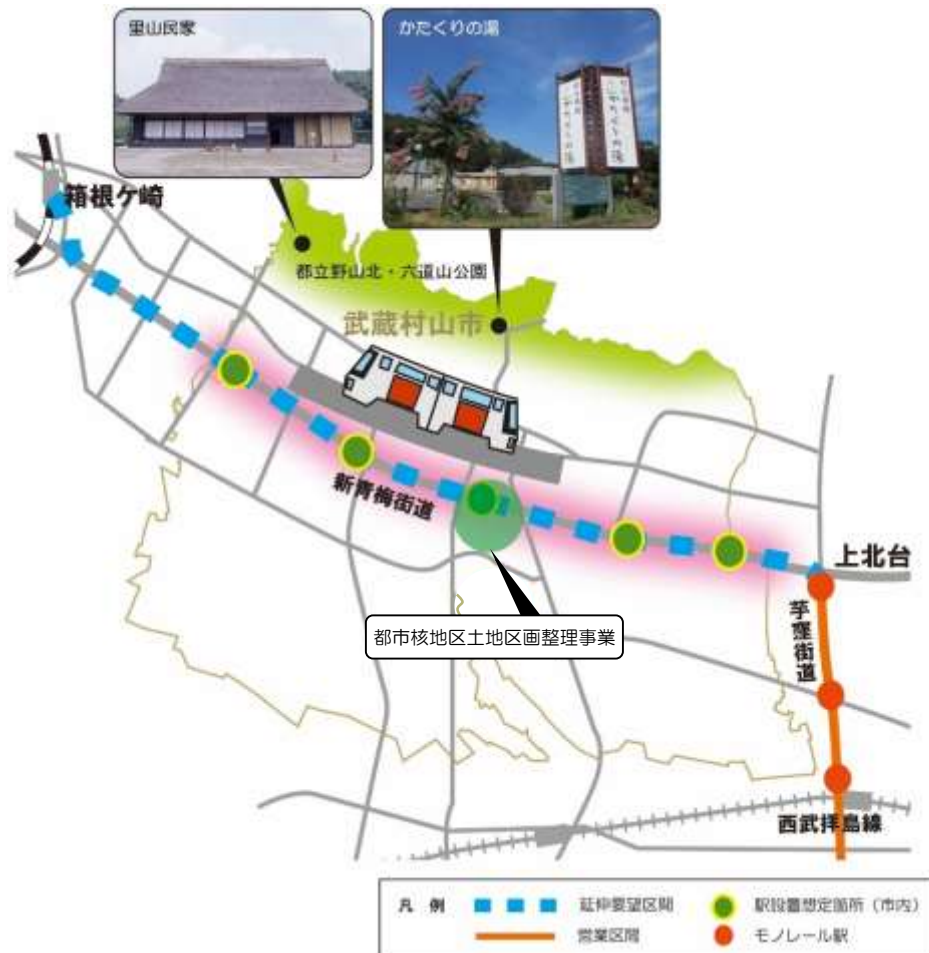 里山民家
かたくりの湯
箱根ケ崎
都立野山北・六道山公園
武蔵村山市
新青梅街道
上北台
都市核地区土地区画整理事業
芋窪街道
西武拝島線
凡 例
延伸要望区間
駅設置想定箇所（市内）
営業区間
モノレール駅